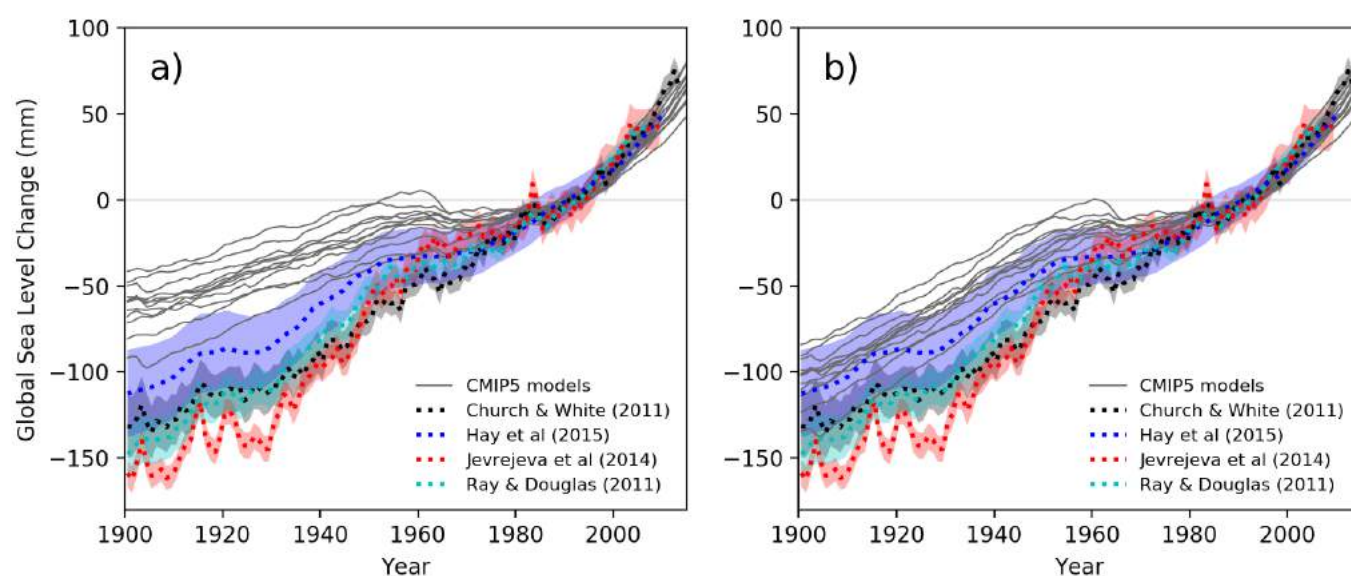 a)
100
50
0
−50
−100
−150
Global Sea Level Change (mm)
CMIP5 models
Church & White (2011)
Hay et al (2015)
Jevrejeva et al (2014)
Ray & Douglas (2011)
1900 1920 1940 1960 1980 2000
Year
b)
100
50
0
−50
−100
−150
CMIP5 models
Church & White (2011)
Hay et al (2015)
Jevrejeva et al (2014)
Ray & Douglas (2011)
1900 1920 1940 1960 1980 2000
Year